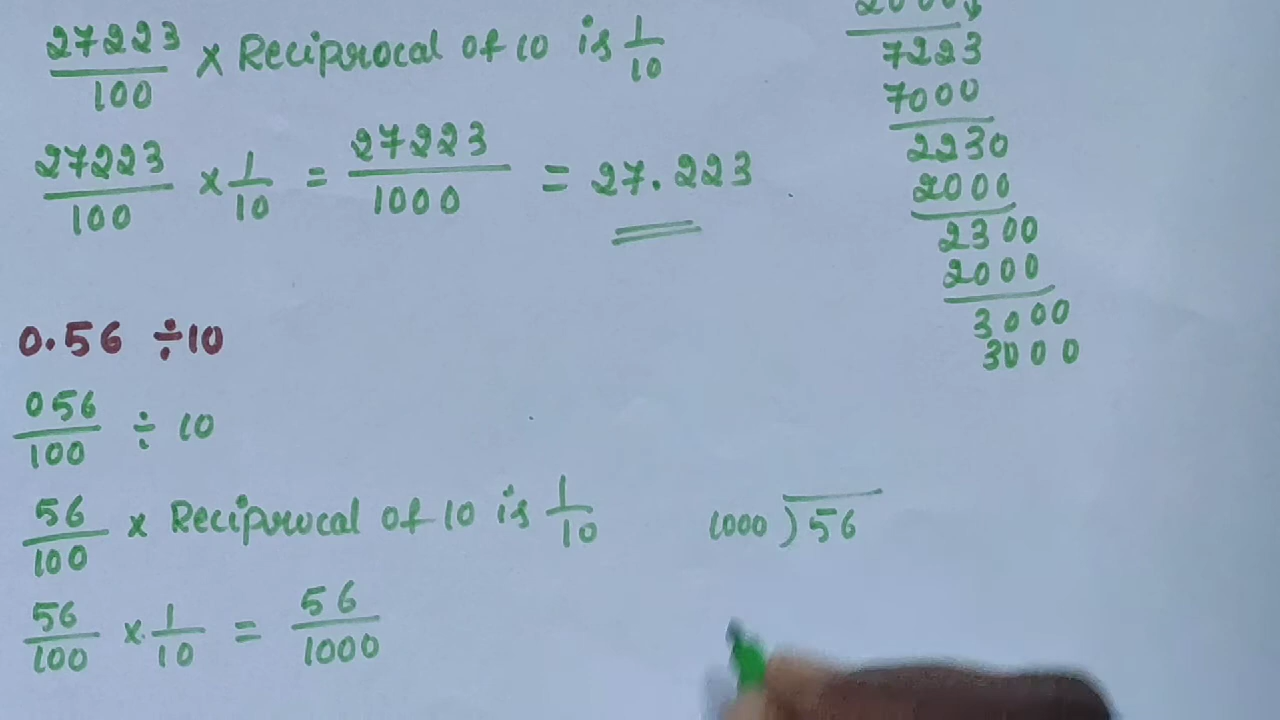 27223/100 × Reciprocal of 10 is 1/10
27223/100 × 1/10 = 27223/1000 = 27.223
7223
7000
2230
2000
2300
2000
3000
3000
0.56 ÷10
056/100 ÷ 10
56/100 × Reciprocal of 10 is 1/10
1000)56
56/100 × 1/10 = 56/1000